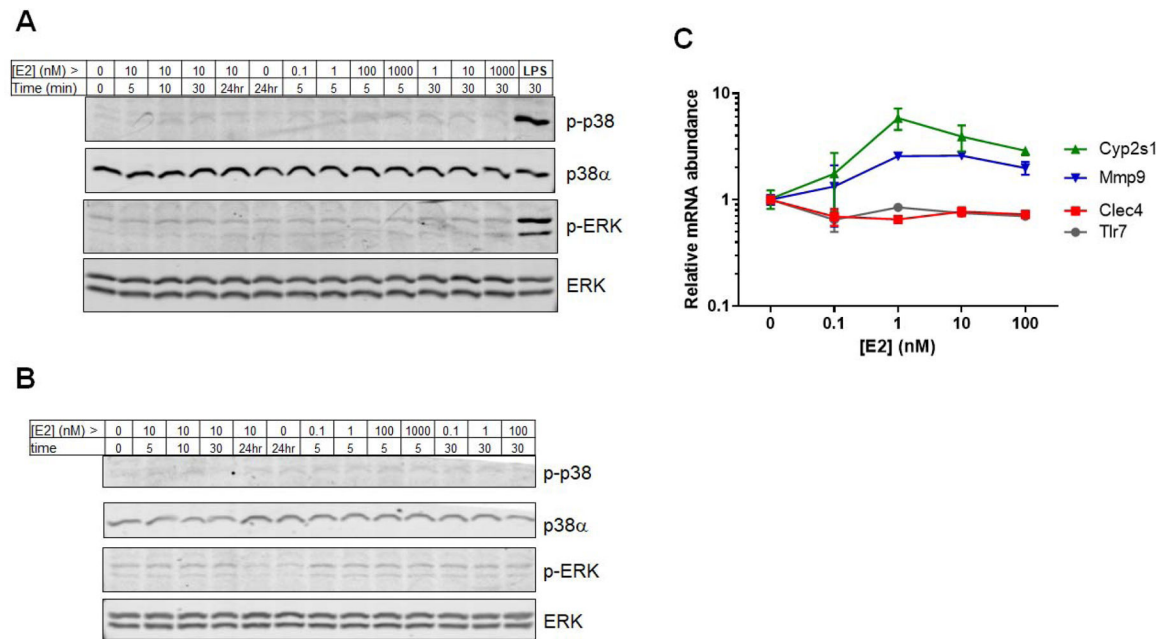 A
[E2] (nM) > 0 10 10 10 10 0 0.1 1 100 1000 1 10 1000 LPS
Time (min) 0 5 10 30 24hr 24hr 5 5 5 5 30 30 30 30
p-p38
p38α
p-ERK
ERK
B
[E2] (nM) > 0 10 10 10 10 0 0.1 1 100 1000 0.1 1 100
time 0 5 10 30 24hr 24hr 5 5 5 5 30 30 30
p-p38
p38α
p-ERK
ERK
C
Relative mRNA abundance
10
1
0.1
0 0.1 1 10 100
[E2] (nM)
Cyp2s1
Mmp9
Clec4
Tlr7